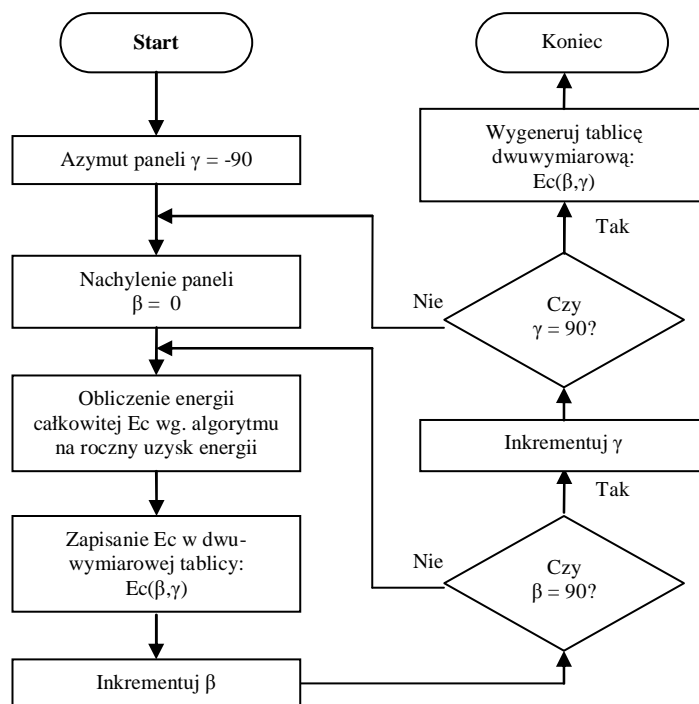 Start
Azymut paneli γ = -90
Nachylenie paneli
β = 0
Obliczenie energii
całkowitej Ec wg. algorytmu
na roczny uzysk energii
Zapisanie Ec w dwu-
wymiarowej tablicy:
Ec(β,γ)
Inkrementuj β
Czy
β = 90?
Nie
Tak
Inkrementuj γ
Czy
γ = 90?
Nie
Tak
Wygeneruj tablicę
dwuwymiarową:
Ec(β,γ)
Koniec